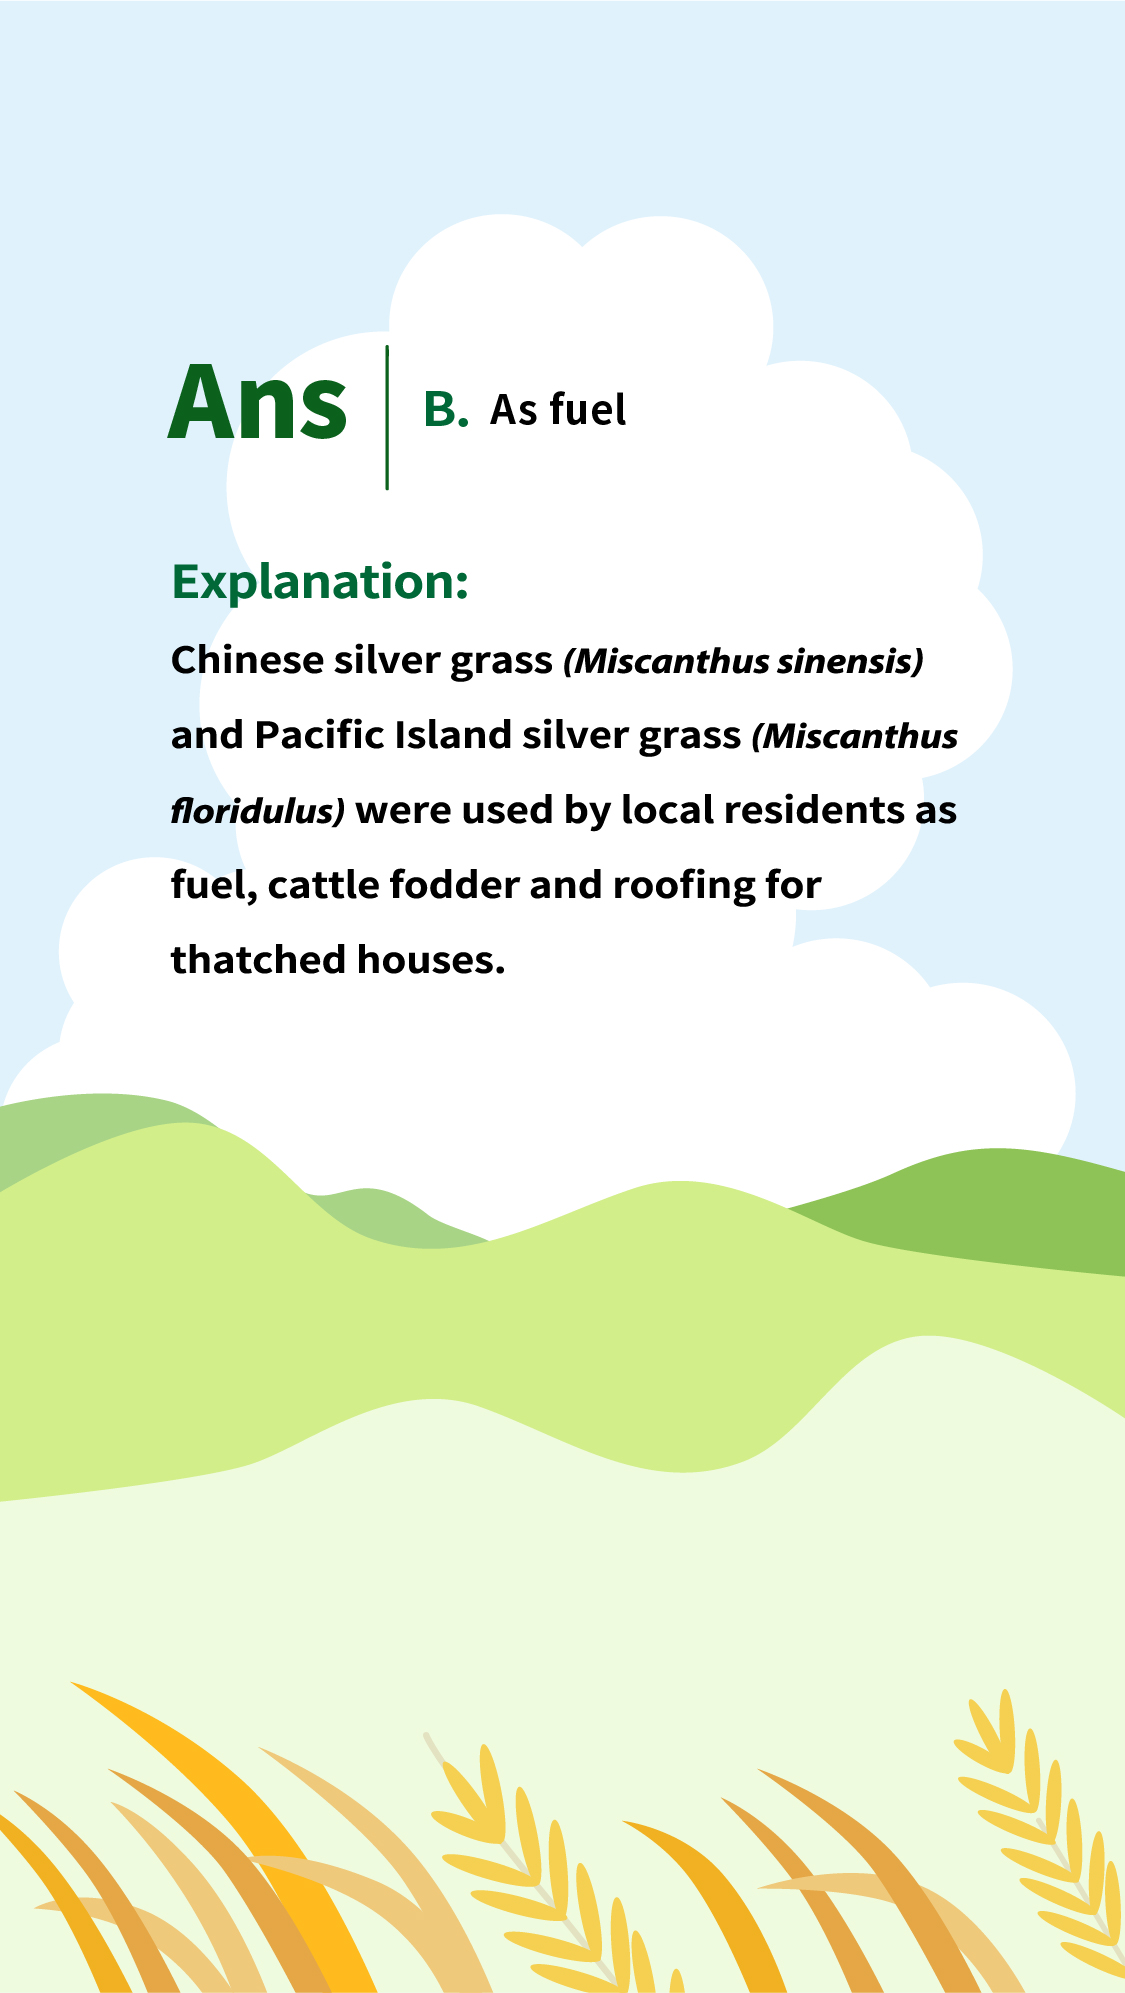 Ans
B. As fuel
Explanation:
Chinese silver grass (Miscanthus sinensis)
and Pacific Island silver grass (Miscanthus
floridulus) were used by local residents as
fuel, cattle fodder and roofing for
thatched houses.